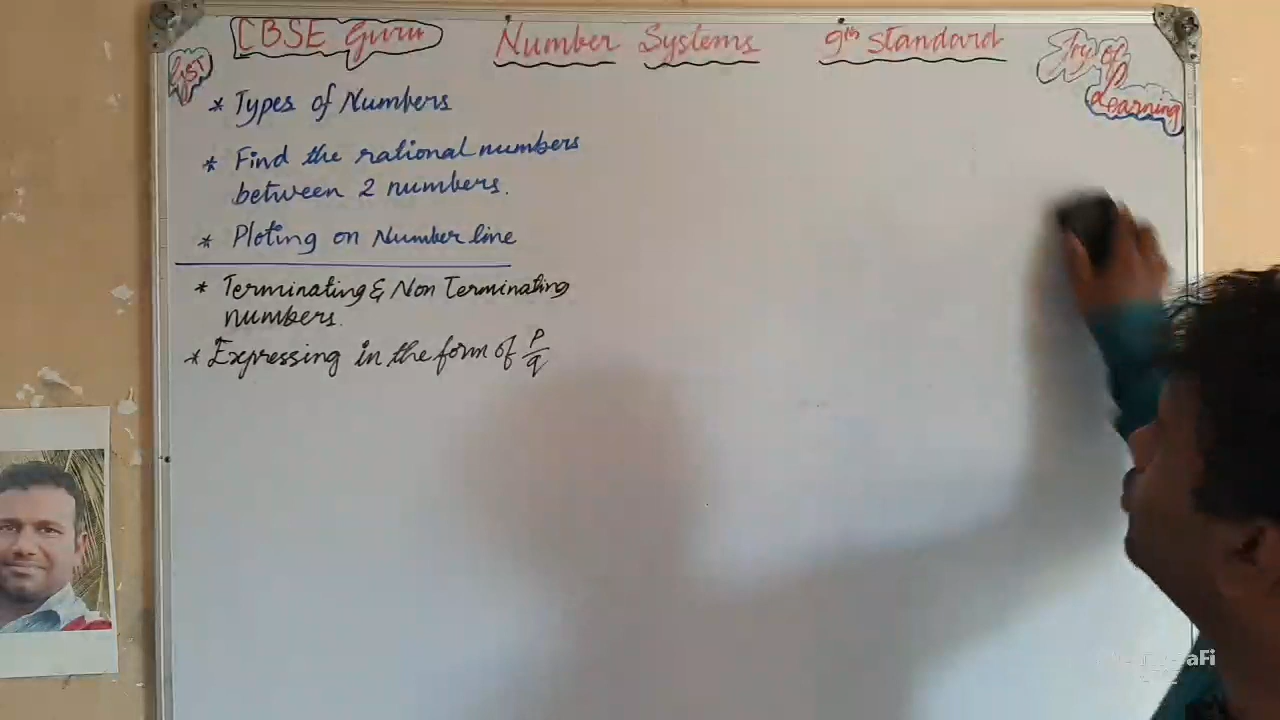 CBSE Guru Number Systems 9th Standard
GST
* Types of Numbers
* Find the rational numbers
between 2 numbers.
* Ploting on Number line
* Terminating & Non Terminating
numbers.
* Expressing in the form of P/q
Joy of
Learning